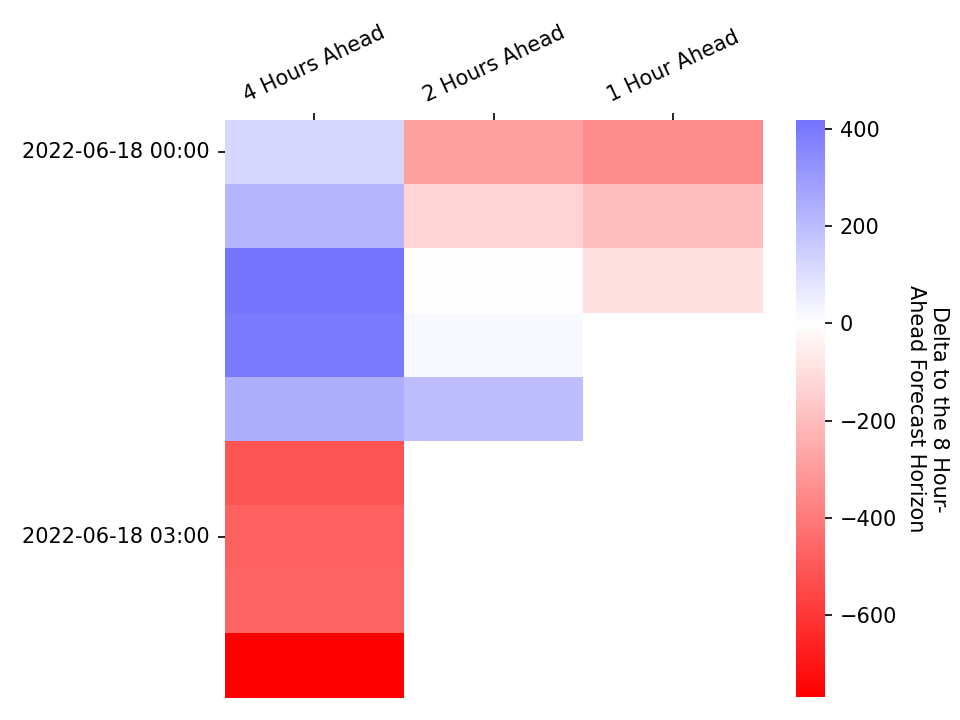 4 Hours Ahead
2 Hours Ahead
1 Hour Ahead
2022-06-18 00:00
2022-06-18 03:00
400
200
0
−200
−400
−600
Delta to the 8 Hour-
Ahead Forecast Horizon